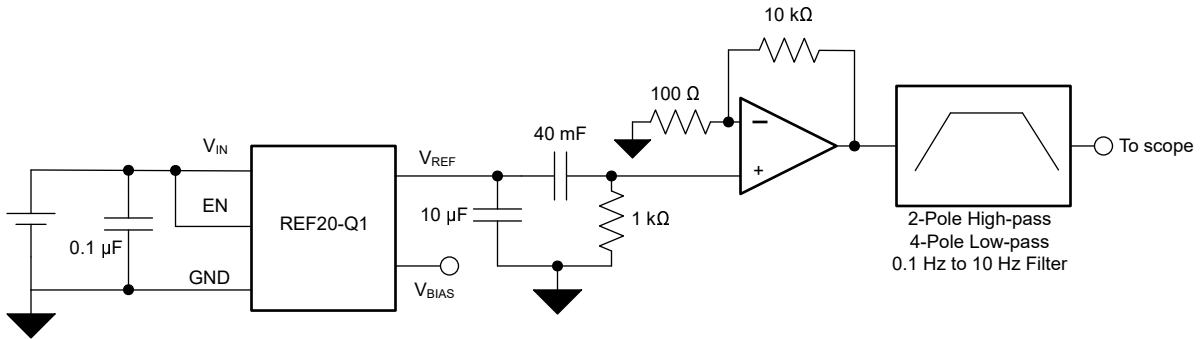 10 kΩ
100 Ω
40 mF
V_IN
V_REF
To scope
EN
REF20-Q1
10 µF
1 kΩ
0.1 µF
GND
V_BIAS
2-Pole High-pass
4-Pole Low-pass
0.1 Hz to 10 Hz Filter
−
+